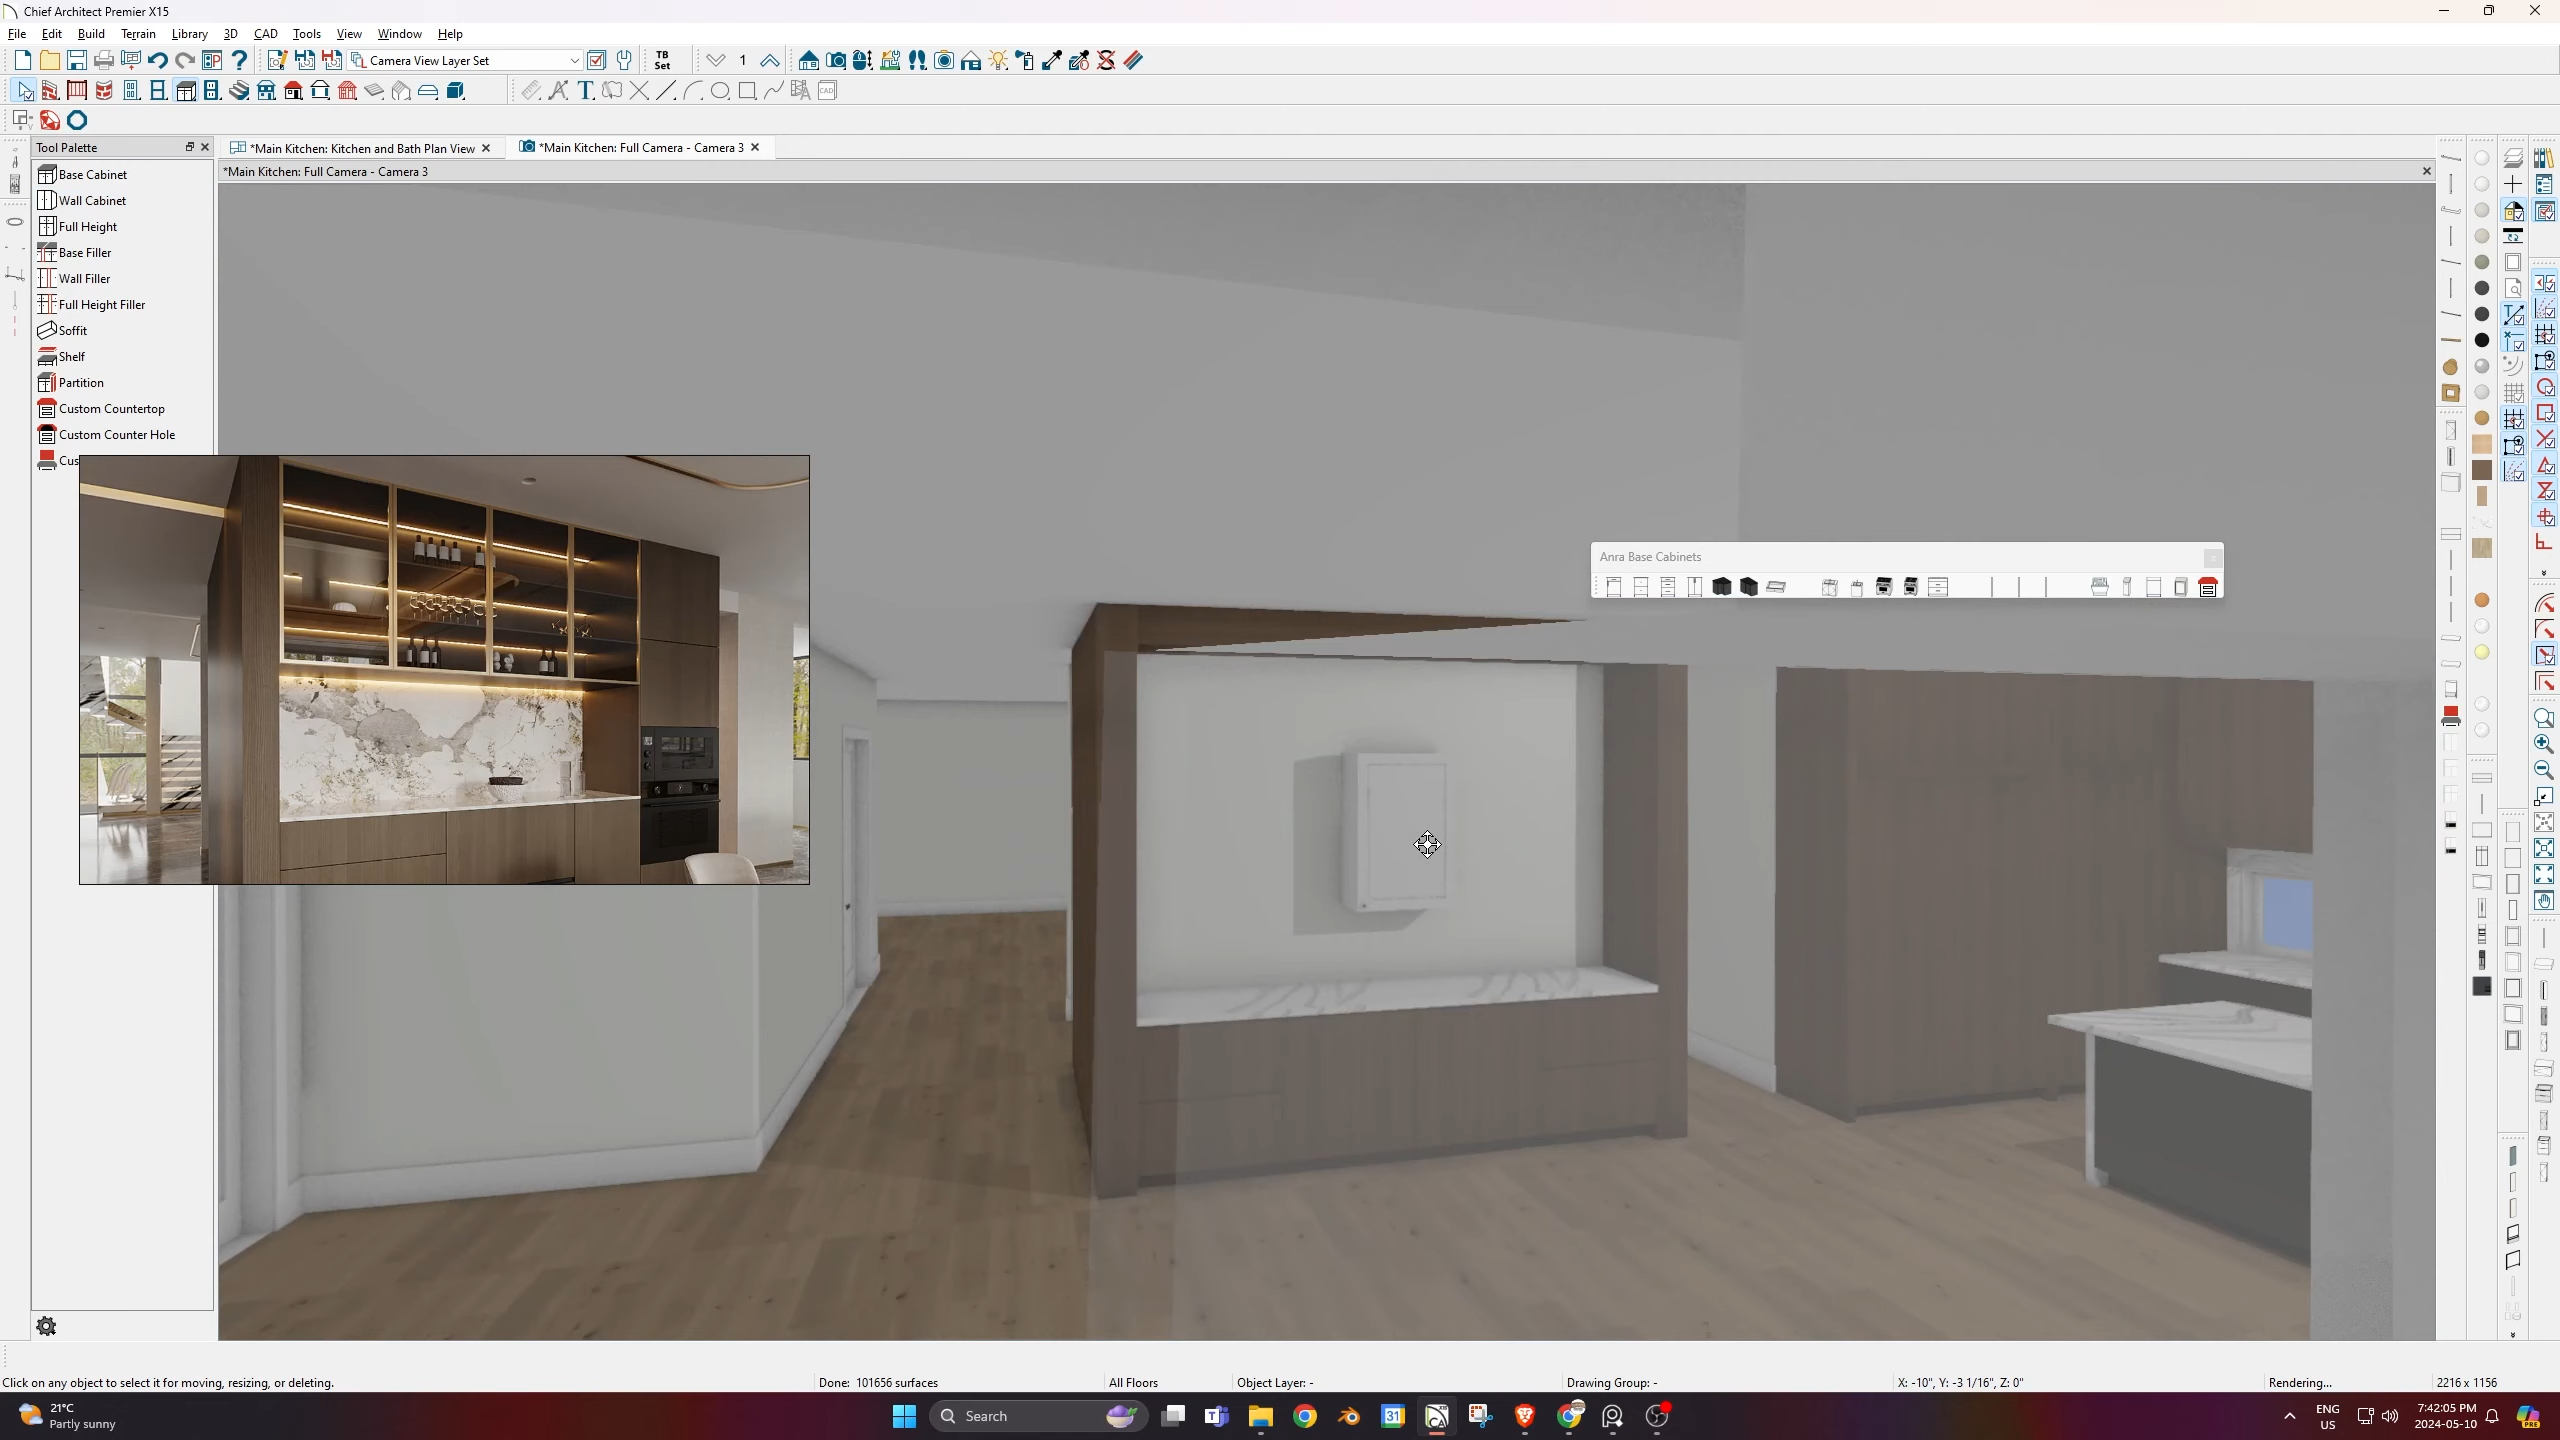 Chief Architect Premier X15
File Edit Build Terrain Library 3D CAD Tools View Window Help
Camera View Layer Set
TB
Set
1
CAD
Tool Palette
*Main Kitchen: Kitchen and Bath Plan View
*Main Kitchen: Full Camera - Camera 3
*Main Kitchen: Full Camera - Camera 3
Base Cabinet
Wall Cabinet
Full Height
Base Filler
Wall Filler
Full Height Filler
Soffit
Shelf
Partition
Custom Countertop
Custom Counter Hole
Cus
Anra Base Cabinets
Click on any object to select it for moving, resizing, or deleting.
Done: 101656 surfaces
All Floors
Object Layer: -
Drawing Group: -
X: -10", Y: -3 1/16", Z: 0"
Rendering...
2216 x 1156
21°C
Partly sunny
Search
31
CA
ENG
US
7:42:05 PM
2024-05-10
PRE